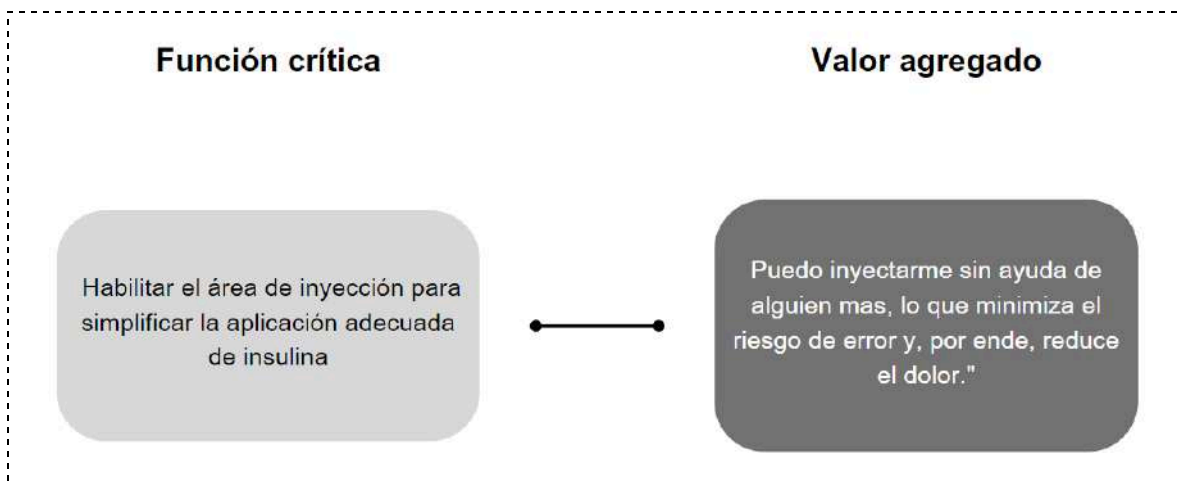 Función crítica
Valor agregado
Habilitar el área de inyección para
simplificar la aplicación adecuada
de insulina
Puedo inyectarme sin ayuda de
alguien mas, lo que minimiza el
riesgo de error y, por ende, reduce
el dolor."